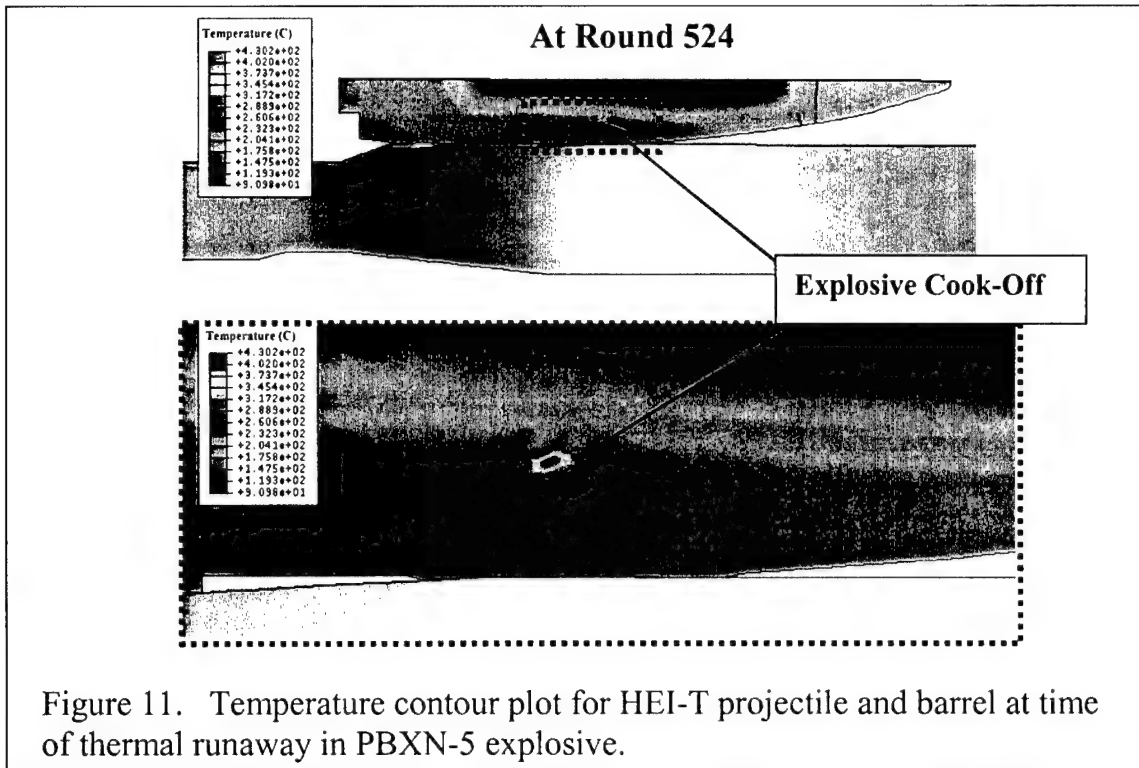 At Round 524
Temperature (C)
+4.302e+02
+4.020e+02
+3.737e+02
+3.454e+02
+3.172e+02
+2.889e+02
+2.606e+02
+2.323e+02
+2.041e+02
+1.758e+02
+1.475e+02
+1.193e+02
+9.098e+01
Explosive Cook-Off
Temperature (C)
+4.302e+02
+4.020e+02
+3.737e+02
+3.454e+02
+3.172e+02
+2.889e+02
+2.606e+02
+2.323e+02
+2.041e+02
+1.758e+02
+1.475e+02
+1.193e+02
+9.098e+01
Figure 11. Temperature contour plot for HEI-T projectile and barrel at time
of thermal runaway in PBXN-5 explosive.